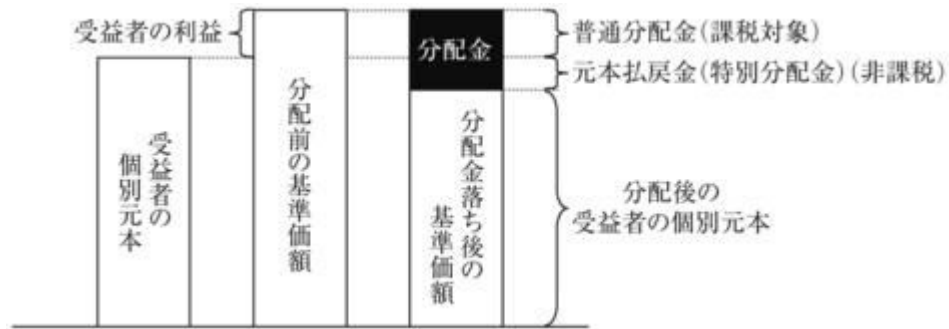 受益者の利益
分配金
普通分配金(課税対象)
元本払戻金(特別分配金)(非課税)
受益者の
個別元本
分配前の基準価額
分配金落ち後の
基準価額
分配後の
受益者の個別元本